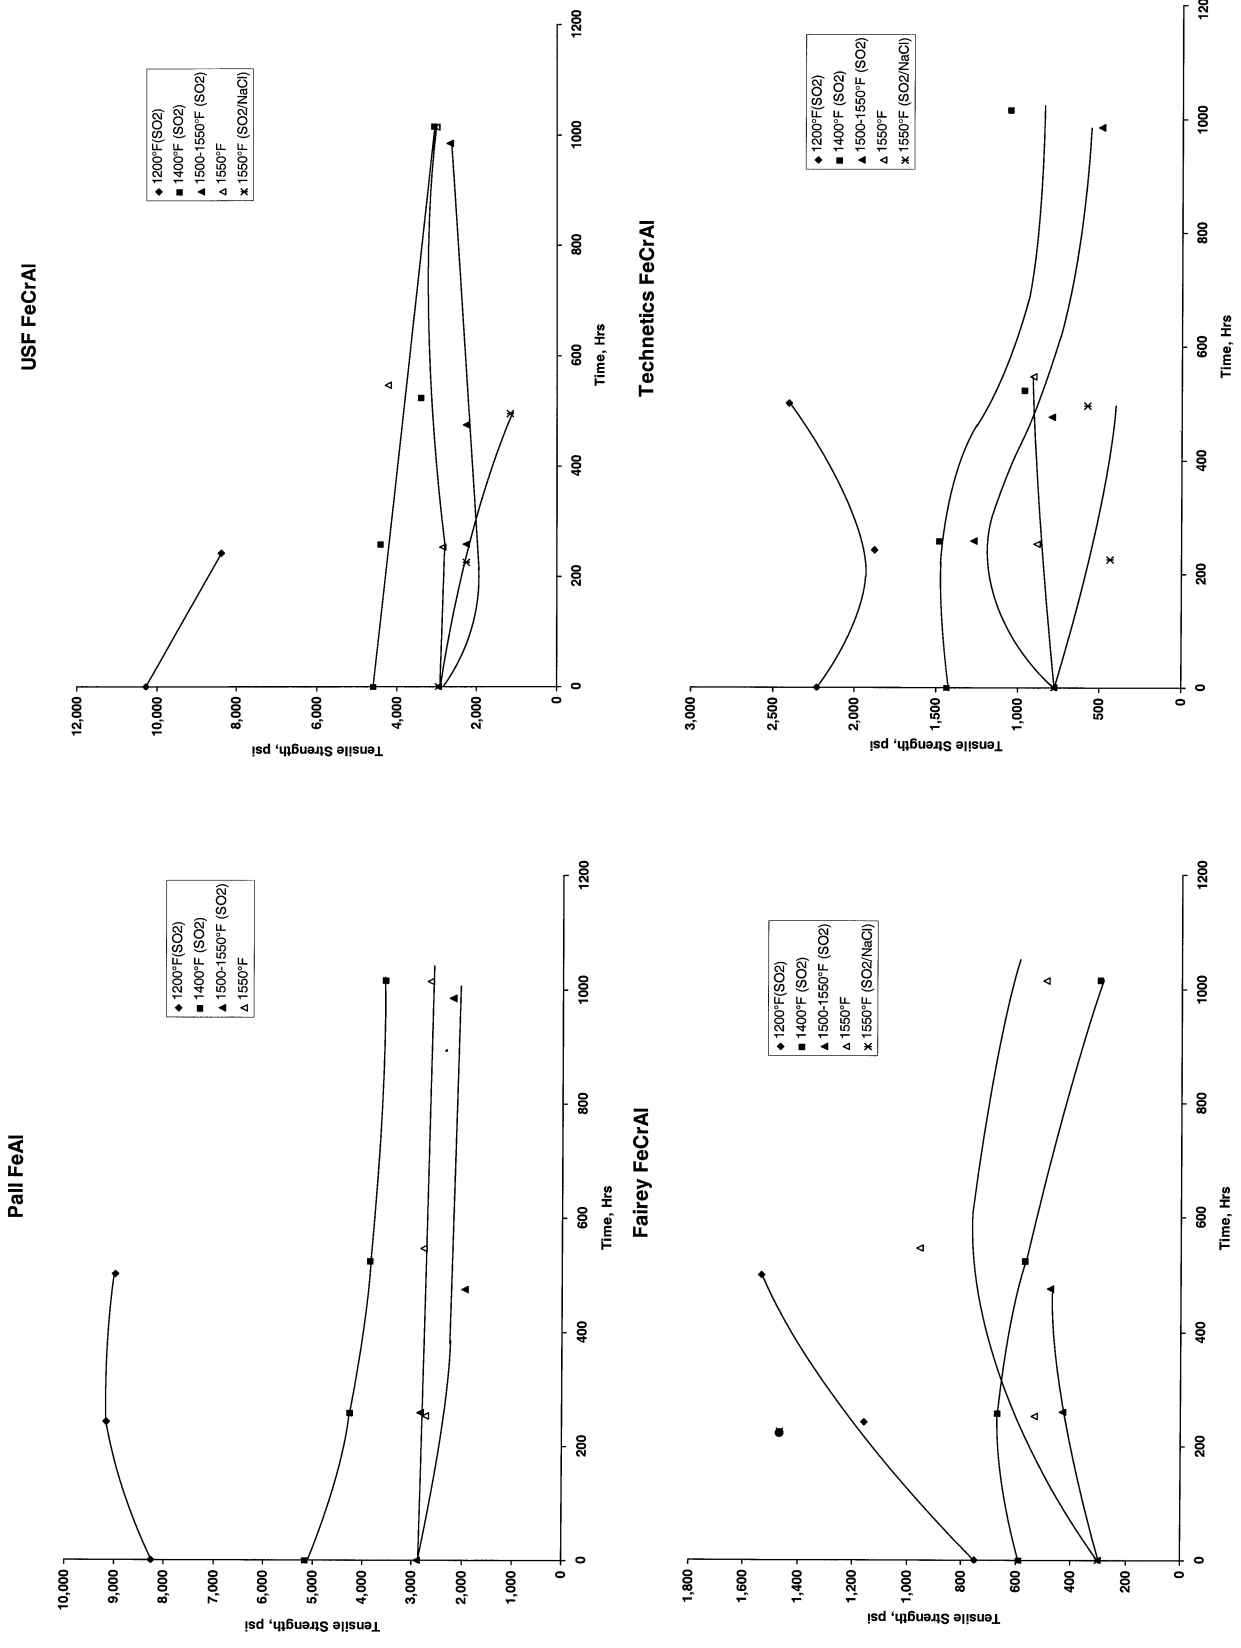 Pall FeAl
Tensile Strength, psi
10,000
9,000
8,000
7,000
6,000
5,000
4,000
3,000
2,000
1,000
0
0
200
400
600
800
1000
1200
Time, Hrs
1200°F(SO2)
1400°F (SO2)
1500-1550°F (SO2)
1550°F
USF FeCrAl
Tensile Strength, psi
12,000
10,000
8,000
6,000
4,000
2,000
0
0
200
400
600
800
1000
1200
Time, Hrs
1200°F(SO2)
1400°F (SO2)
1500-1550°F (SO2)
1550°F
1550°F (SO2/NaCl)
Fairey FeCrAl
Tensile Strength, psi
1,800
1,600
1,400
1,200
1,000
800
600
400
200
0
0
200
400
600
800
1000
1200
Time, Hrs
1200°F(SO2)
1400°F (SO2)
1500-1550°F (SO2)
1550°F
1550°F (SO2/NaCl)
Technetics FeCrAl
Tensile Strength, psi
3,000
2,500
2,000
1,500
1,000
500
0
0
200
400
600
800
1000
120
Time, Hrs
1200°F(SO2)
1400°F (SO2)
1500-1550°F (SO2)
1550°F
1550°F (SO2/NaCl)